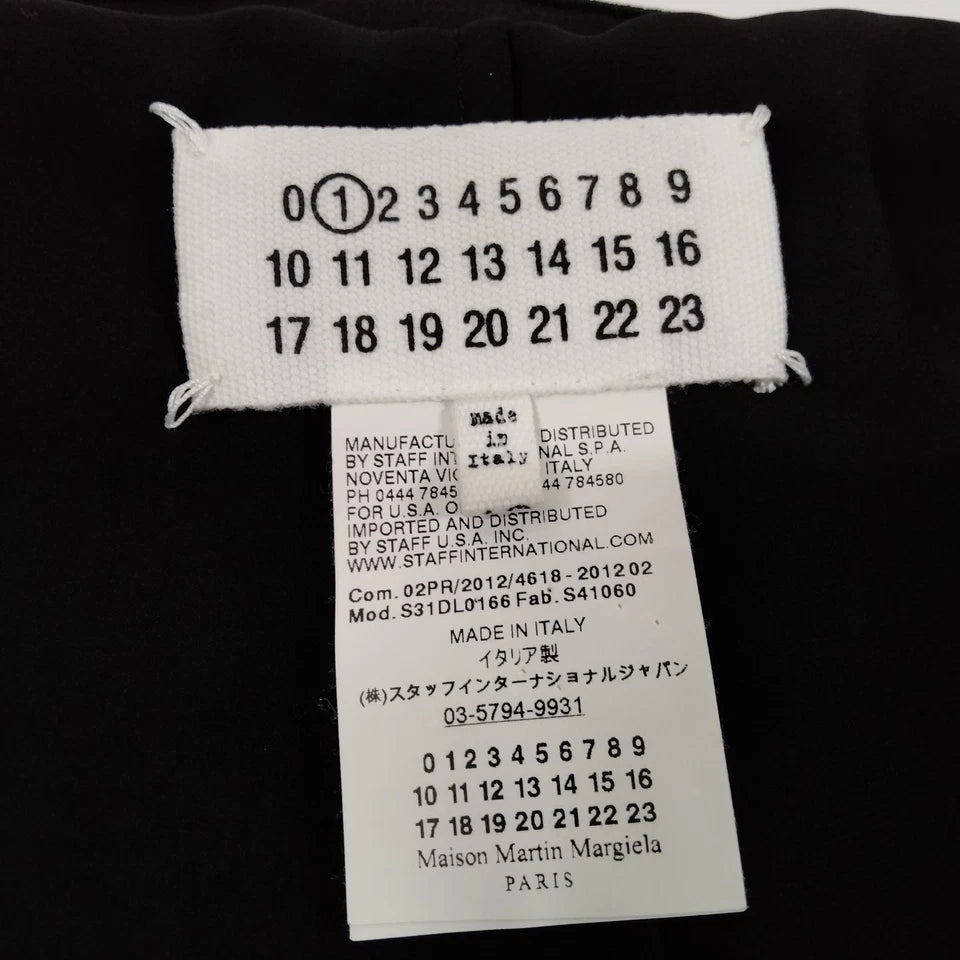 0 1 2 3 4 5 6 7 8 9
10 11 12 13 14 15 16
17 18 19 20 21 22 23
made
in
Italy
DISTRIBUTED
BY STAFF NAL S.P.A.
NOVENTA ITALY
PH 0444 44 784580
FOR U.S.A.
IMPORTED AND DISTRIBUTED
BY STAFF U.S.A. INC.
WWW.STAFFINTERNATIONAL.COM
Com. 02PR/2012/4618 - 2012 02
Mod. S31DL0166 Fab. S41060
MADE IN ITALY
イタリア製
(株)スタッフインターナショナルジャパン
03-5794-9931
0 1 2 3 4 5 6 7 8 9
10 11 12 13 14 15 16
17 18 19 20 21 22 23
Maison Martin Margiela
PARIS